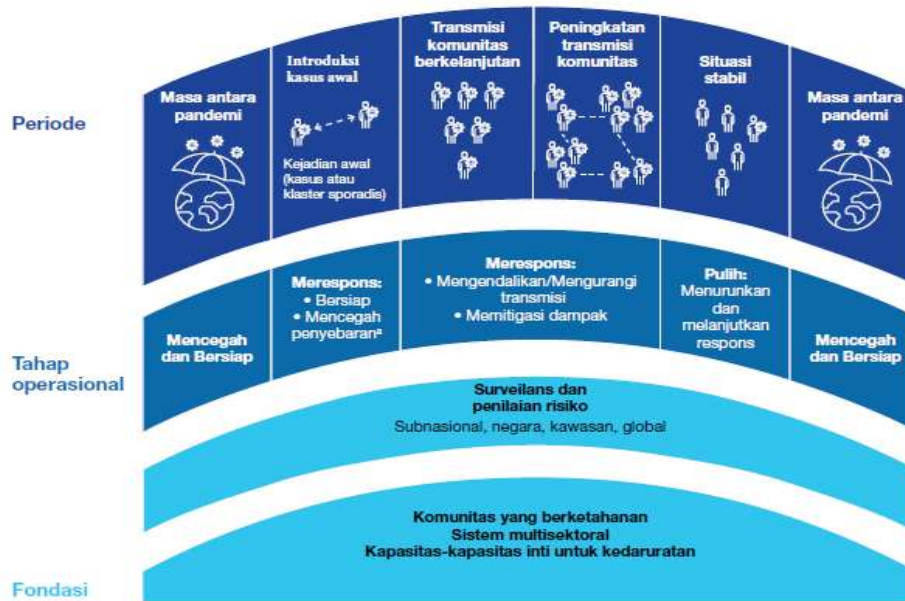 Periode
Masa antara
pandemi
Introduksi
kasus awal
Kejadian awal
(kasus atau
klaster sporadis)
Transmisi
komunitas
berkelanjutan
Peningkatan
transmisi
komunitas
Situasi
stabil
Masa antara
pandemi
Tahap
operasional
Mencegah
dan Bersiap
Merespons:
• Bersiap
• Mencegah
penyebaranª
Merespons:
• Mengendalikan/Mengurangi
transmisi
• Memitigasi dampak
Pulih:
Menurunkan
dan
melanjutkan
respons
Mencegah
dan Bersiap
Surveilans dan
penilaian risiko
Subnasional, negara, kawasan, global
Fondasi
Komunitas yang berketahanan
Sistem multisektoral
Kapasitas-kapasitas inti untuk kedaruratan